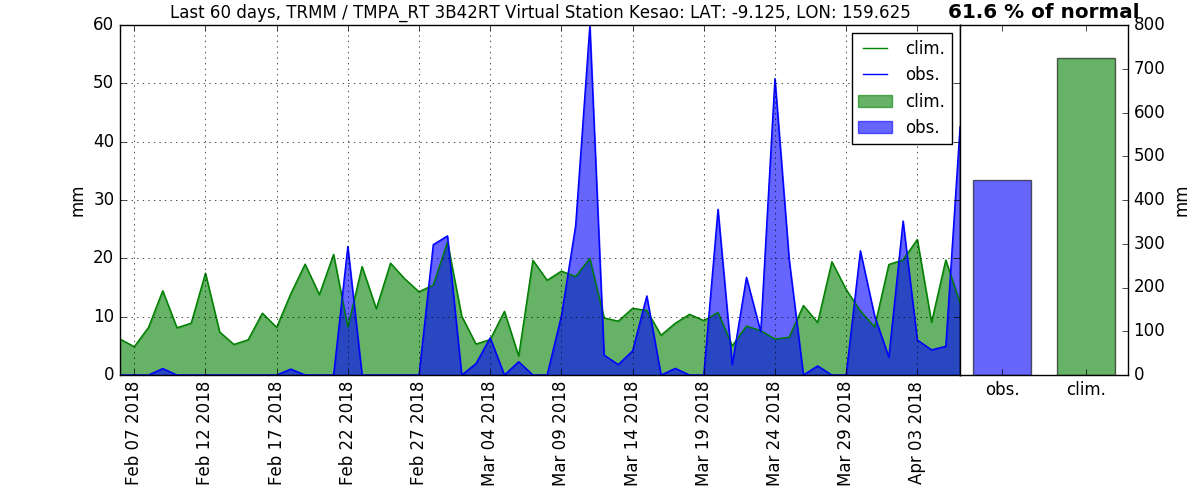 Last 60 days, TRMM / TMPA_RT 3B42RT Virtual Station Kesao: LAT: -9.125, LON: 159.625
61.6 % of normal
60
50
40
30
20
10
0
mm
clim.
obs.
clim.
obs.
Feb 07 2018
Feb 12 2018
Feb 17 2018
Feb 22 2018
Feb 27 2018
Mar 04 2018
Mar 09 2018
Mar 14 2018
Mar 19 2018
Mar 24 2018
Mar 29 2018
Apr 03 2018
800
700
600
500
400
300
200
100
0
mm
obs.
clim.